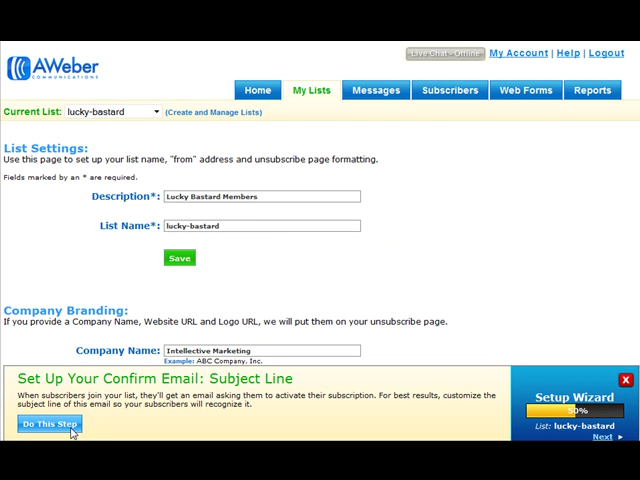 Live Chat - Offline My Account | Help | Logout
AWeber
COMMUNICATIONS
Home My Lists Messages Subscribers Web Forms Reports
Current List: lucky-bastard (Create and Manage Lists)
List Settings:
Use this page to set up your list name, "from" address and unsubscribe page formatting.
Fields marked by an * are required.
Description*: Lucky Bastard Members
List Name*: lucky-bastard
Save
Company Branding:
If you provide a Company Name, Website URL and Logo URL, we will put them on your unsubscribe page.
Company Name: Intellective Marketing
Example: ABC Company, Inc.
Set Up Your Confirm Email: Subject Line
When subscribers join your list, they'll get an email asking them to activate their subscription. For best results, customize the
subject line of this email so your subscribers will recognize it.
Do This Step
X
Setup Wizard
50%
List: lucky-bastard
Next